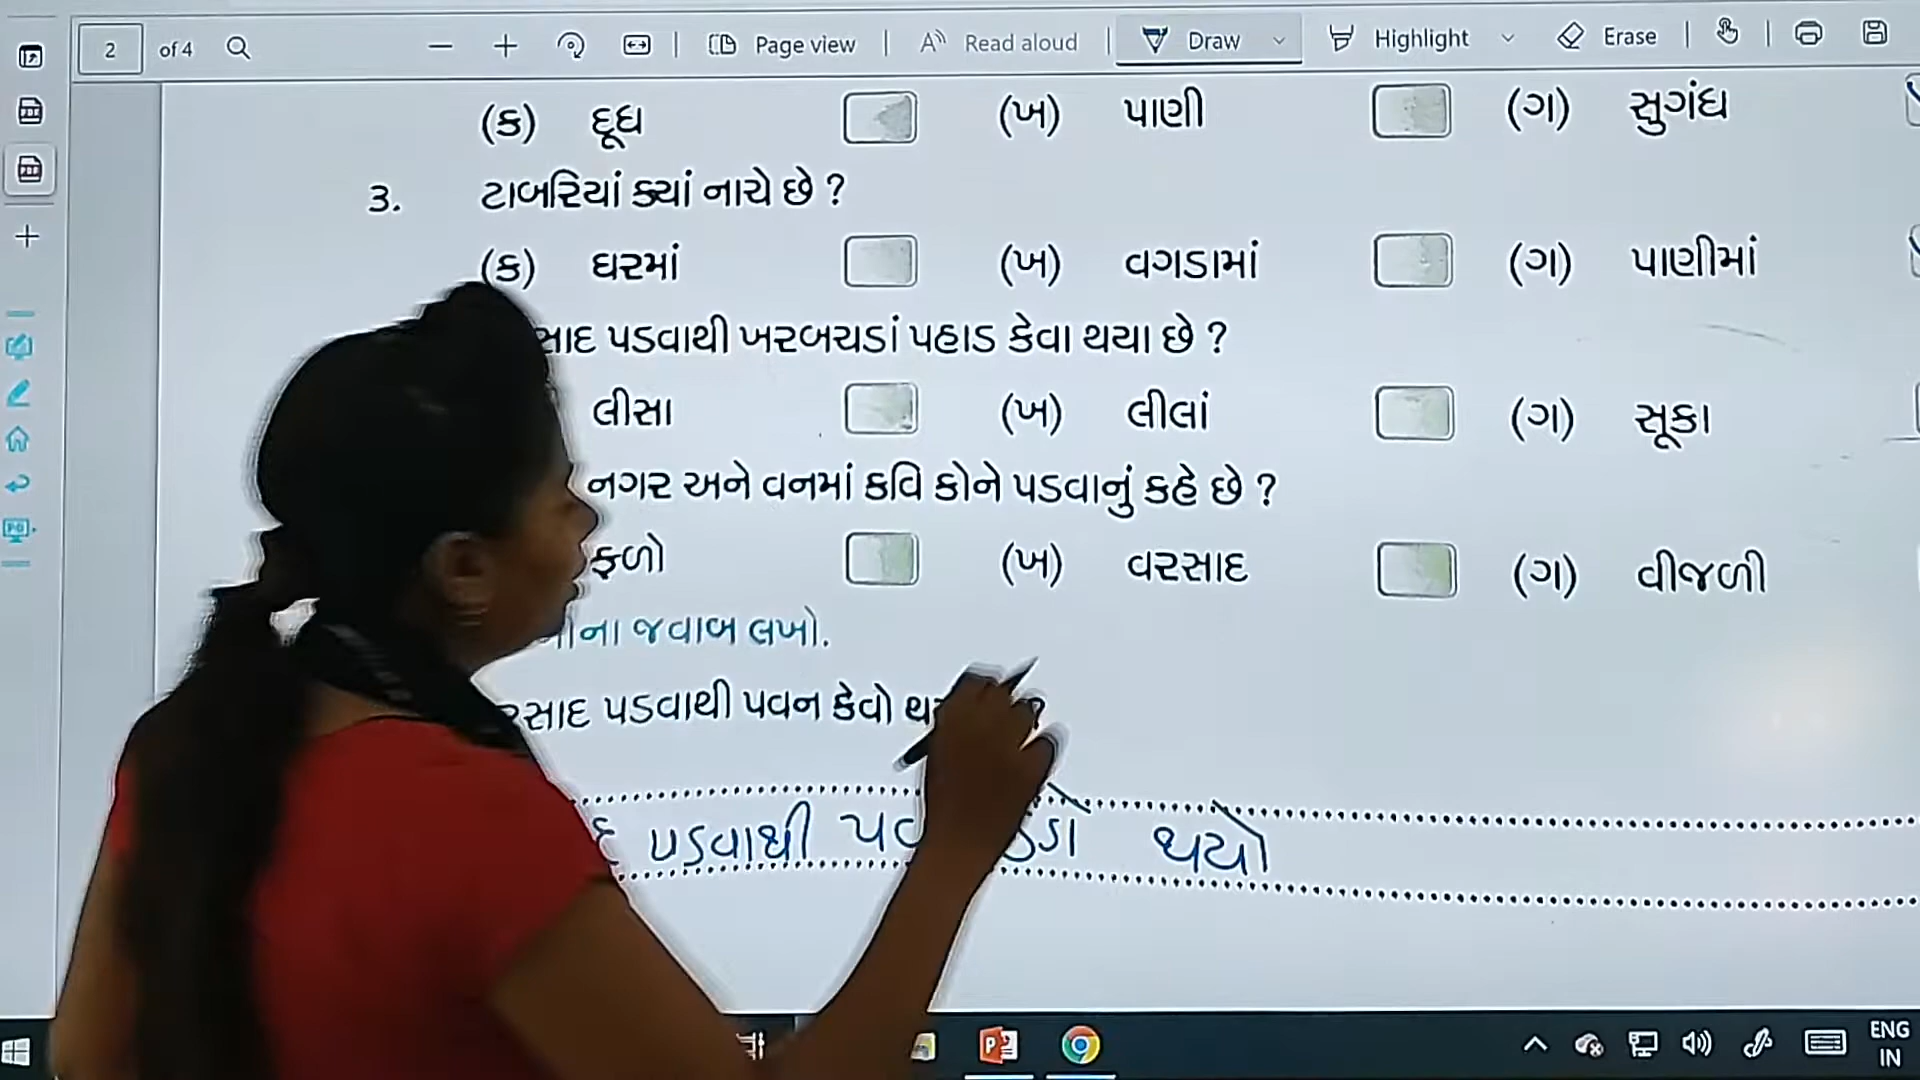 2 of 4 Page view Read aloud Draw Highlight Erase
(ક) દૂધ (ખ) પાણી (ગ) સુગંધ
3. ટાબરિયાં ક્યાં નાચે છે ?
(ક) ઘરમાં (ખ) વગડામાં (ગ) પાણીમાં
પડવાથી ખરબચડાં પહાડ કેવા થયા છે ?
લીસા (ખ) લીલાં (ગ) સૂકા
નગર અને વનમાં કવિ કોને પડવાનું કહે છે ?
ફળો (ખ) વરસાદ (ગ) વીજળી
જવાબ લખો.
પડવાથી પવન કેવો ?
પડવાથી થયો
ENG
IN